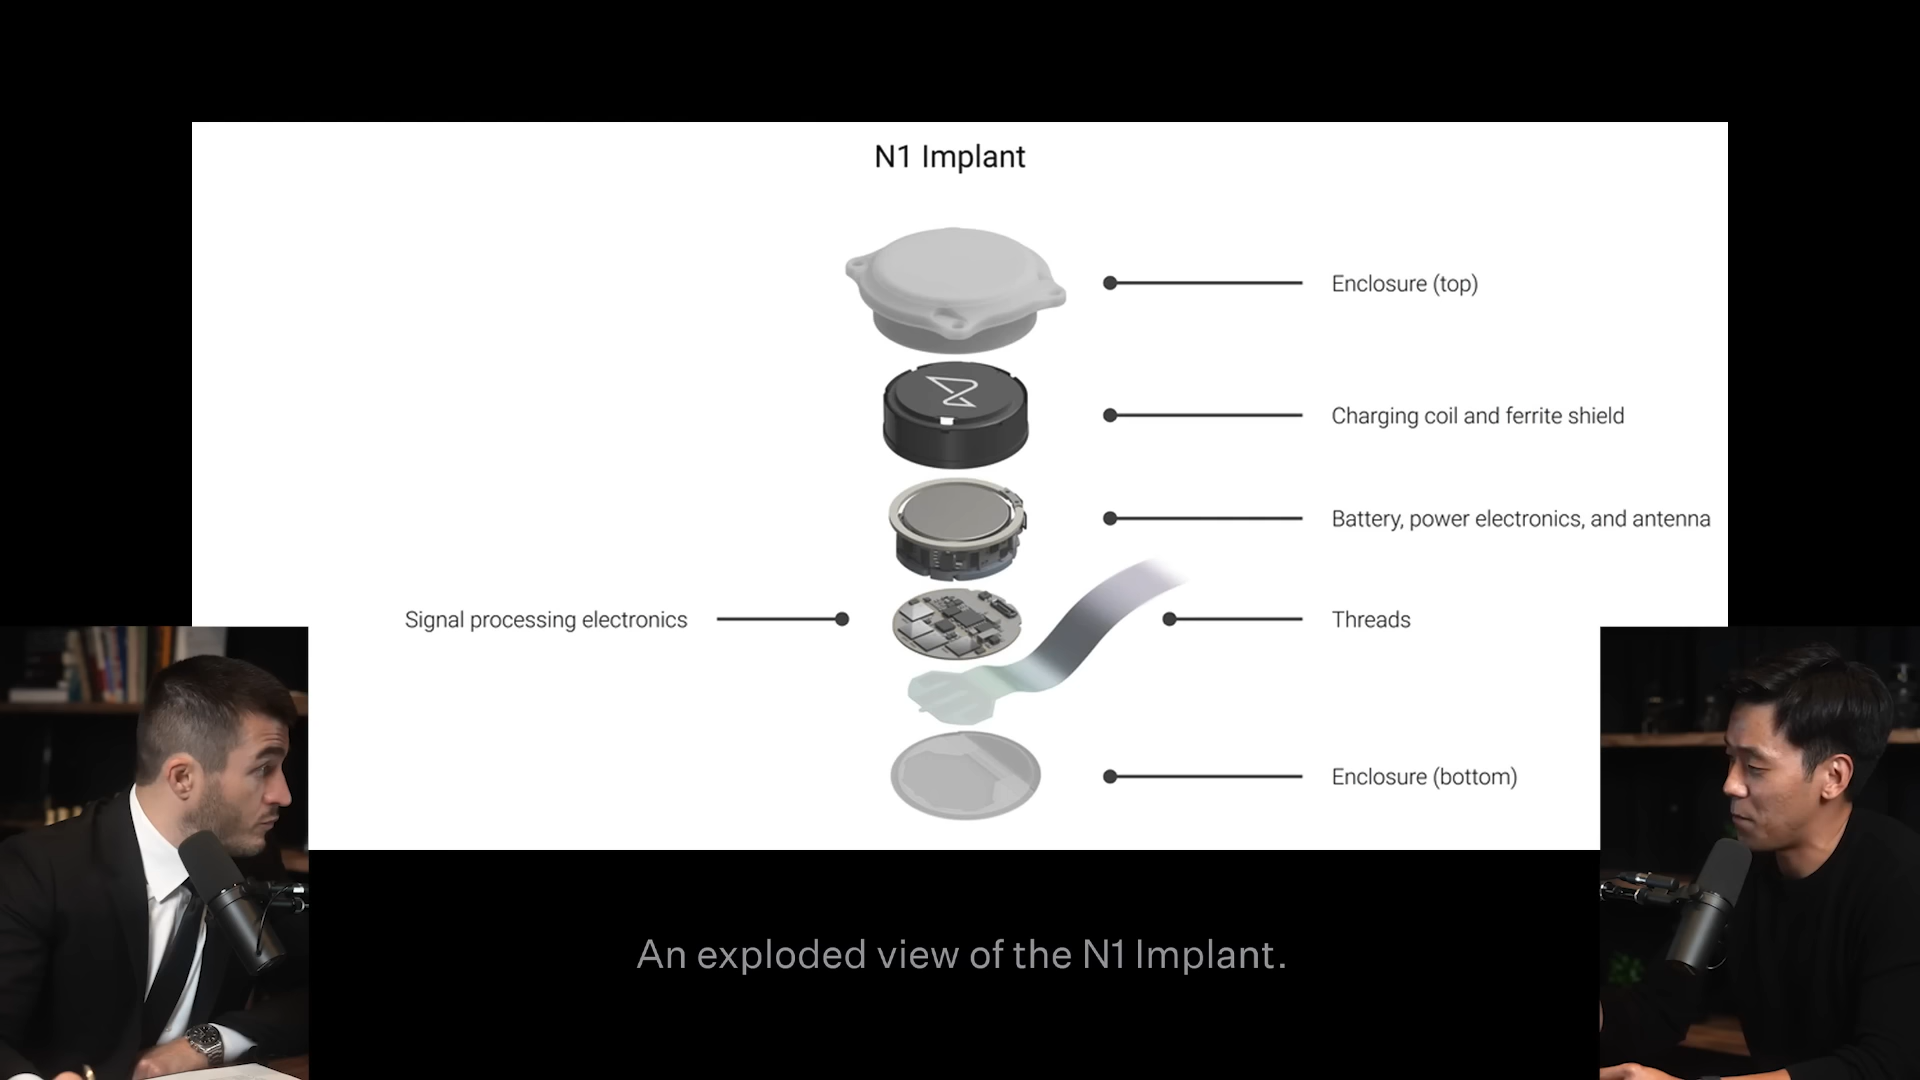 N1 Implant
Enclosure (top)
Charging coil and ferrite shield
Battery, power electronics, and antenna
Signal processing electronics
Threads
Enclosure (bottom)
An exploded view of the N1 Implant.